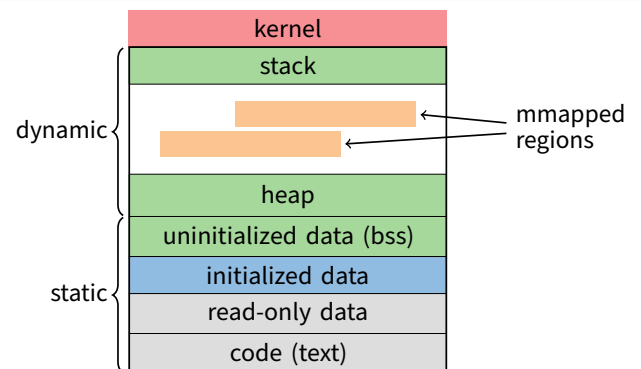 kernel
stack
dynamic
mmapped
regions
heap
uninitialized data (bss)
initialized data
static
read-only data
code (text)